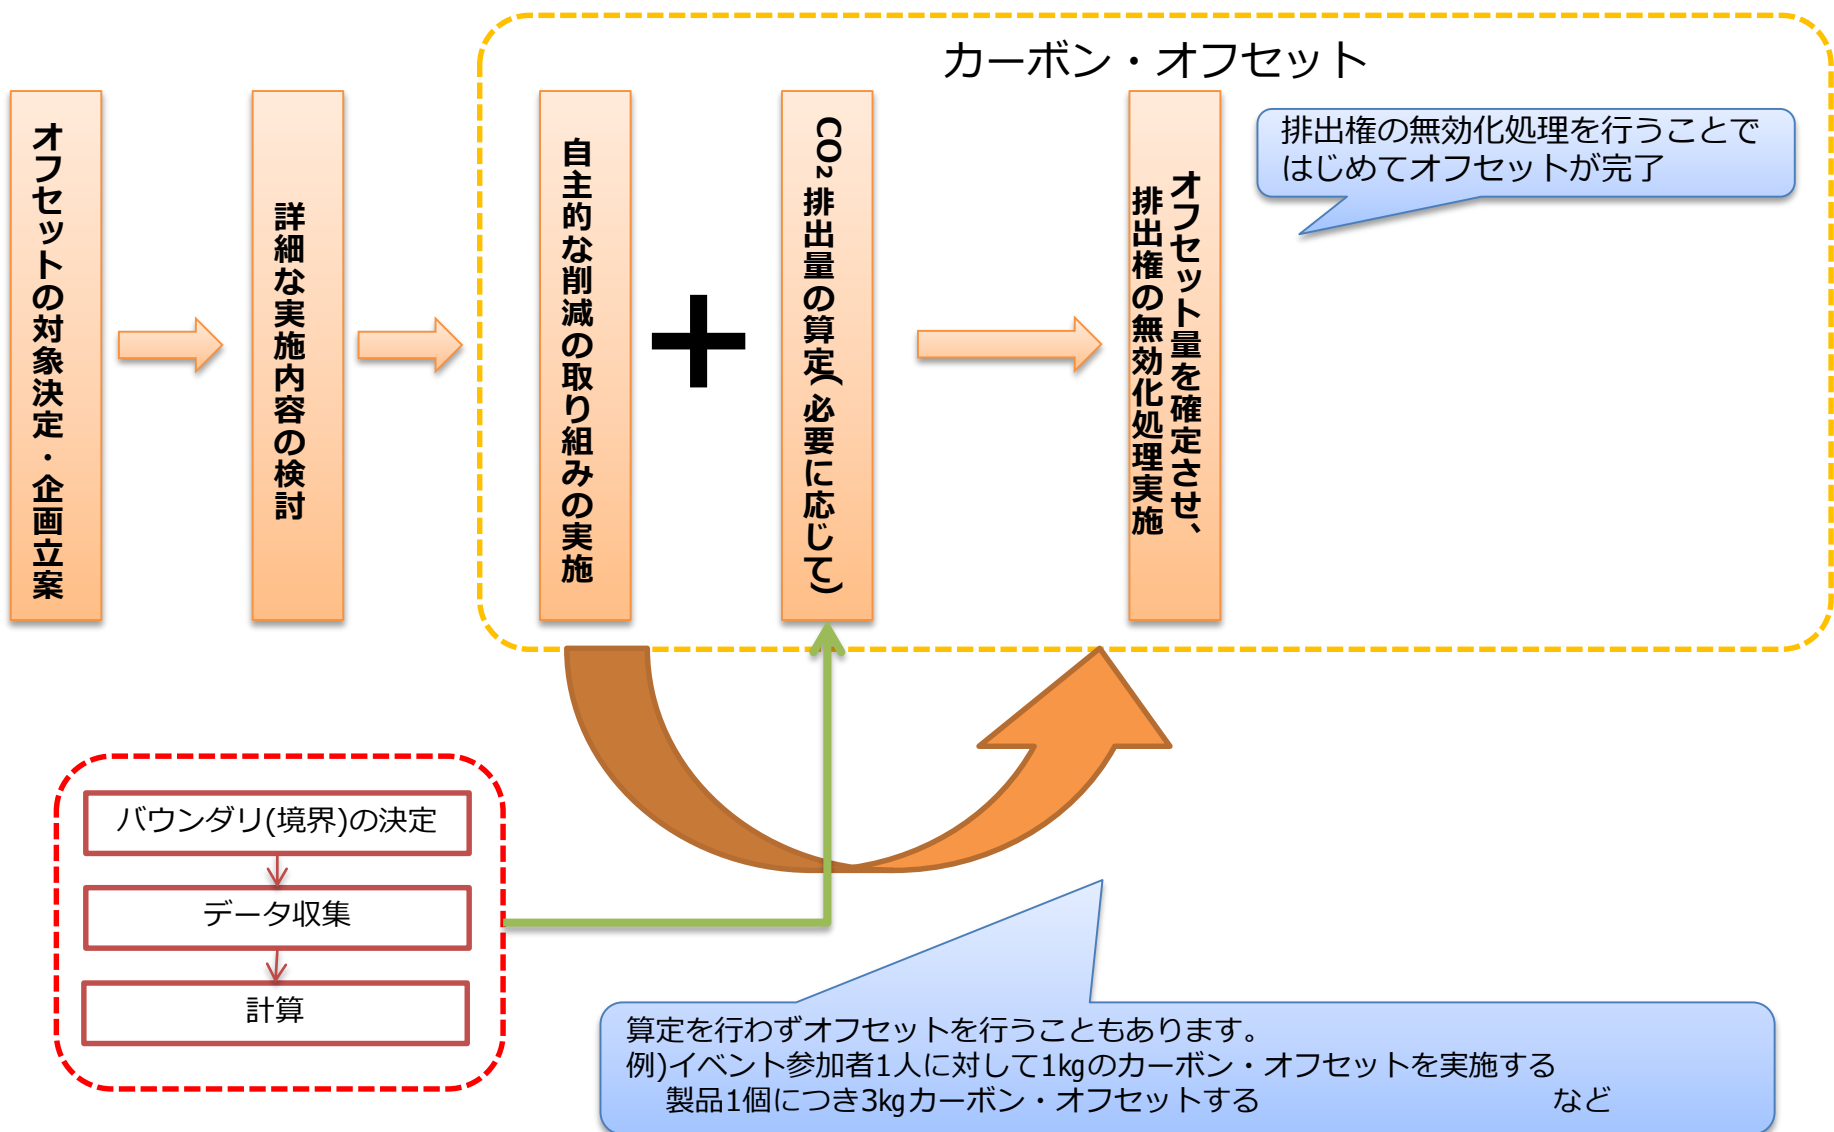 カーボン・オフセット
オフセットの対象決定・企画立案
詳細な実施内容の検討
自主的な削減の取り組みの実施
+
CO₂排出量の算定(必要に応じて)
オフセット量を確定させ、
排出権の無効化処理実施
排出権の無効化処理を行うことで
はじめてオフセットが完了
バウンダリ(境界)の決定
データ収集
計算
算定を行わずオフセットを行うこともあります。
例)イベント参加者1人に対して1kgのカーボン・オフセットを実施する
製品1個につき3kgカーボン・オフセットする など